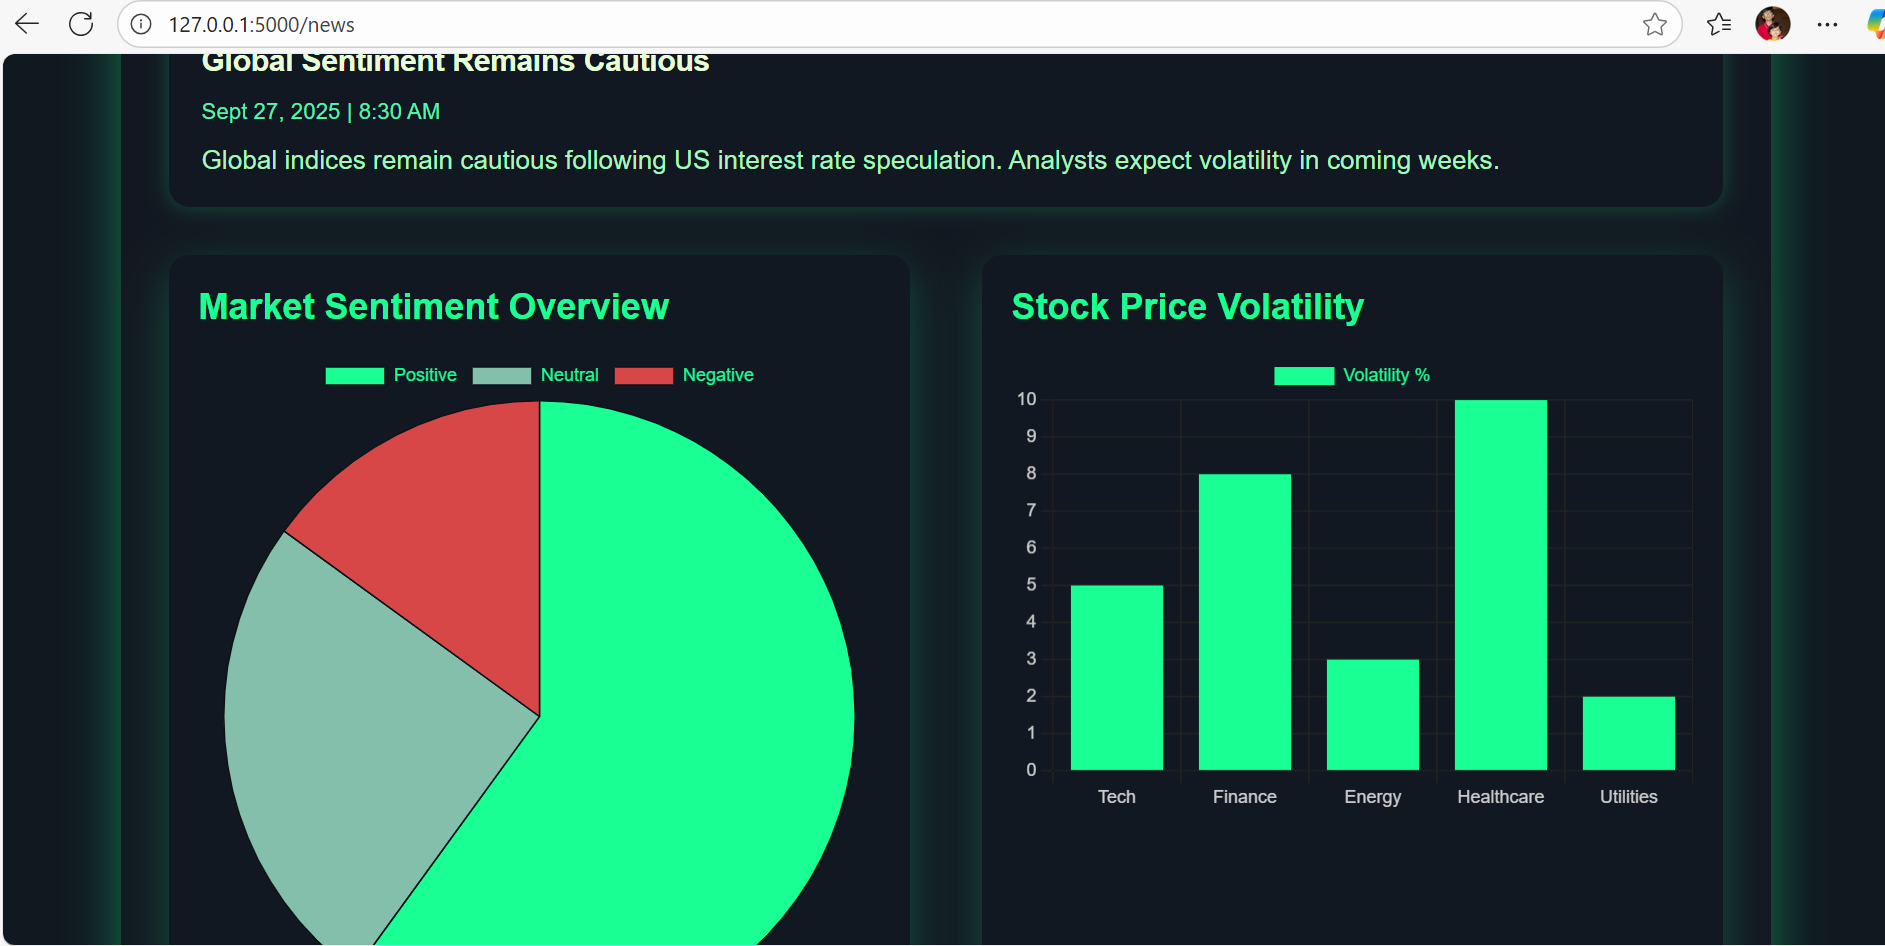 127.0.0.1:5000/news
Global Sentiment Remains Cautious
Sept 27, 2025 | 8:30 AM
Global indices remain cautious following US interest rate speculation. Analysts expect volatility in coming weeks.
Market Sentiment Overview
Positive Neutral Negative
Stock Price Volatility
Volatility %
10
9
8
7
6
5
4
3
2
1
0
Tech Finance Energy Healthcare Utilities